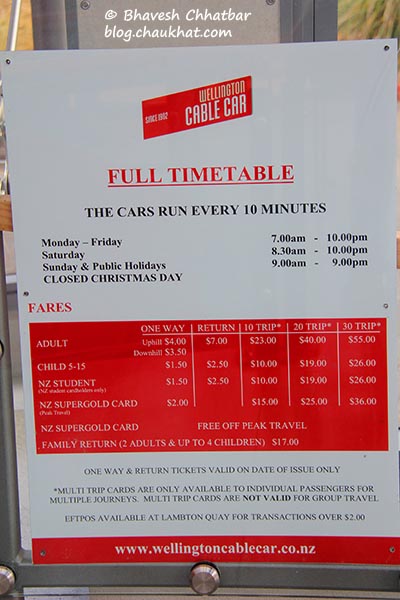 © Bhavesh Chhatbar
blog.chaukhat.com
SINCE 1902 WELLINGTON
CABLE CAR
FULL TIMETABLE
THE CARS RUN EVERY 10 MINUTES
Monday – Friday 7.00am - 10.00pm
Saturday 8.30am - 10.00pm
Sunday & Public Holidays 9.00am - 9.00pm
CLOSED CHRISTMAS DAY
FARES
ONE WAY RETURN 10 TRIP* 20 TRIP* 30 TRIP*
ADULT Uphill $4.00 $7.00 $23.00 $40.00 $55.00
Downhill $3.50
CHILD 5-15 $1.50 $2.50 $10.00 $19.00 $26.00
NZ STUDENT $1.50 $2.50 $10.00 $19.00 $26.00
(NZ student cardholders only)
NZ SUPERGOLD CARD $2.00 $15.00 $25.00 $36.00
(Peak Travel)
NZ SUPERGOLD CARD FREE OFF PEAK TRAVEL
FAMILY RETURN (2 ADULTS & UP TO 4 CHILDREN) $17.00
ONE WAY & RETURN TICKETS VALID ON DATE OF ISSUE ONLY
*MULTI TRIP CARDS ARE ONLY AVAILABLE TO INDIVIDUAL PASSENGERS FOR
MULTIPLE JOURNEYS. MULTI TRIP CARDS ARE NOT VALID FOR GROUP TRAVEL
EFTPOS AVAILABLE AT LAMBTON QUAY FOR TRANSACTIONS OVER $2.00
www.wellingtoncablecar.co.nz